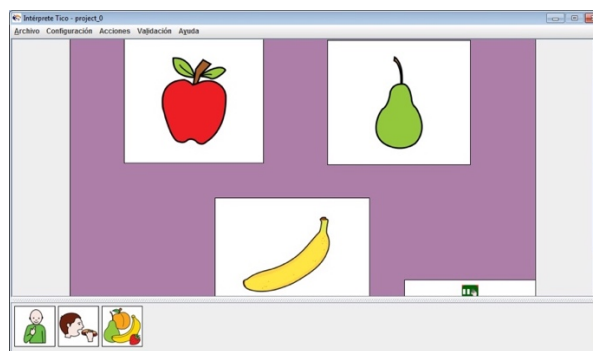 Intérprete Tico - project_0
Archivo Configuración Acciones Validación Ayuda